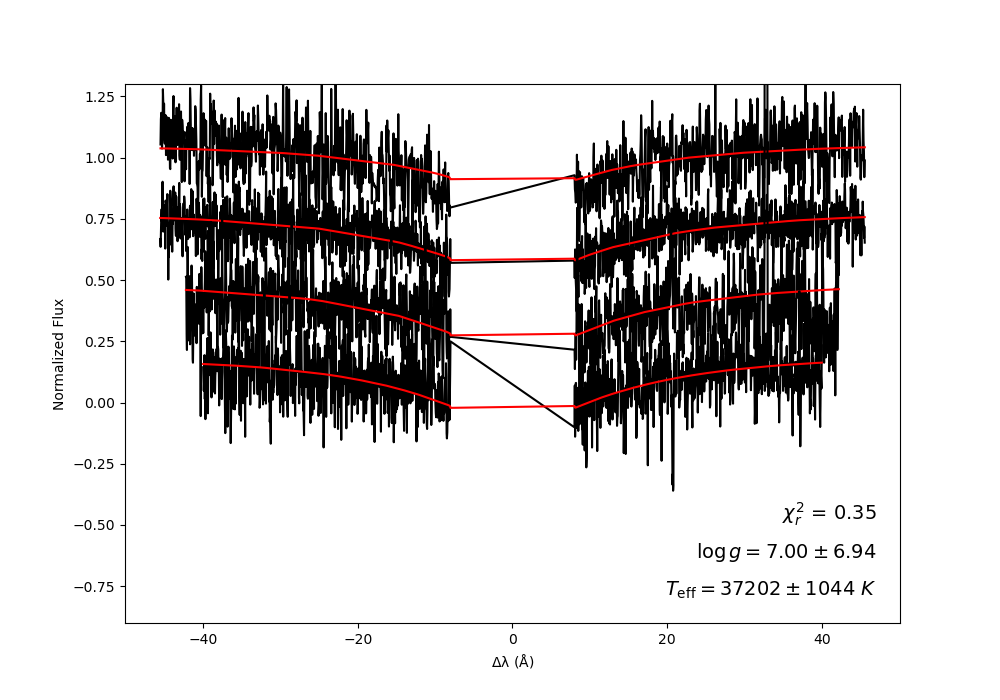 1.25
1.00
0.75
0.50
0.25
0.00
−0.25
−0.50
−0.75
Normalized Flux
χ²ᵣ = 0.35
log g = 7.00 ± 6.94
T_eff = 37202 ± 1044 K
−40 −20 0 20 40
Δλ (Å)